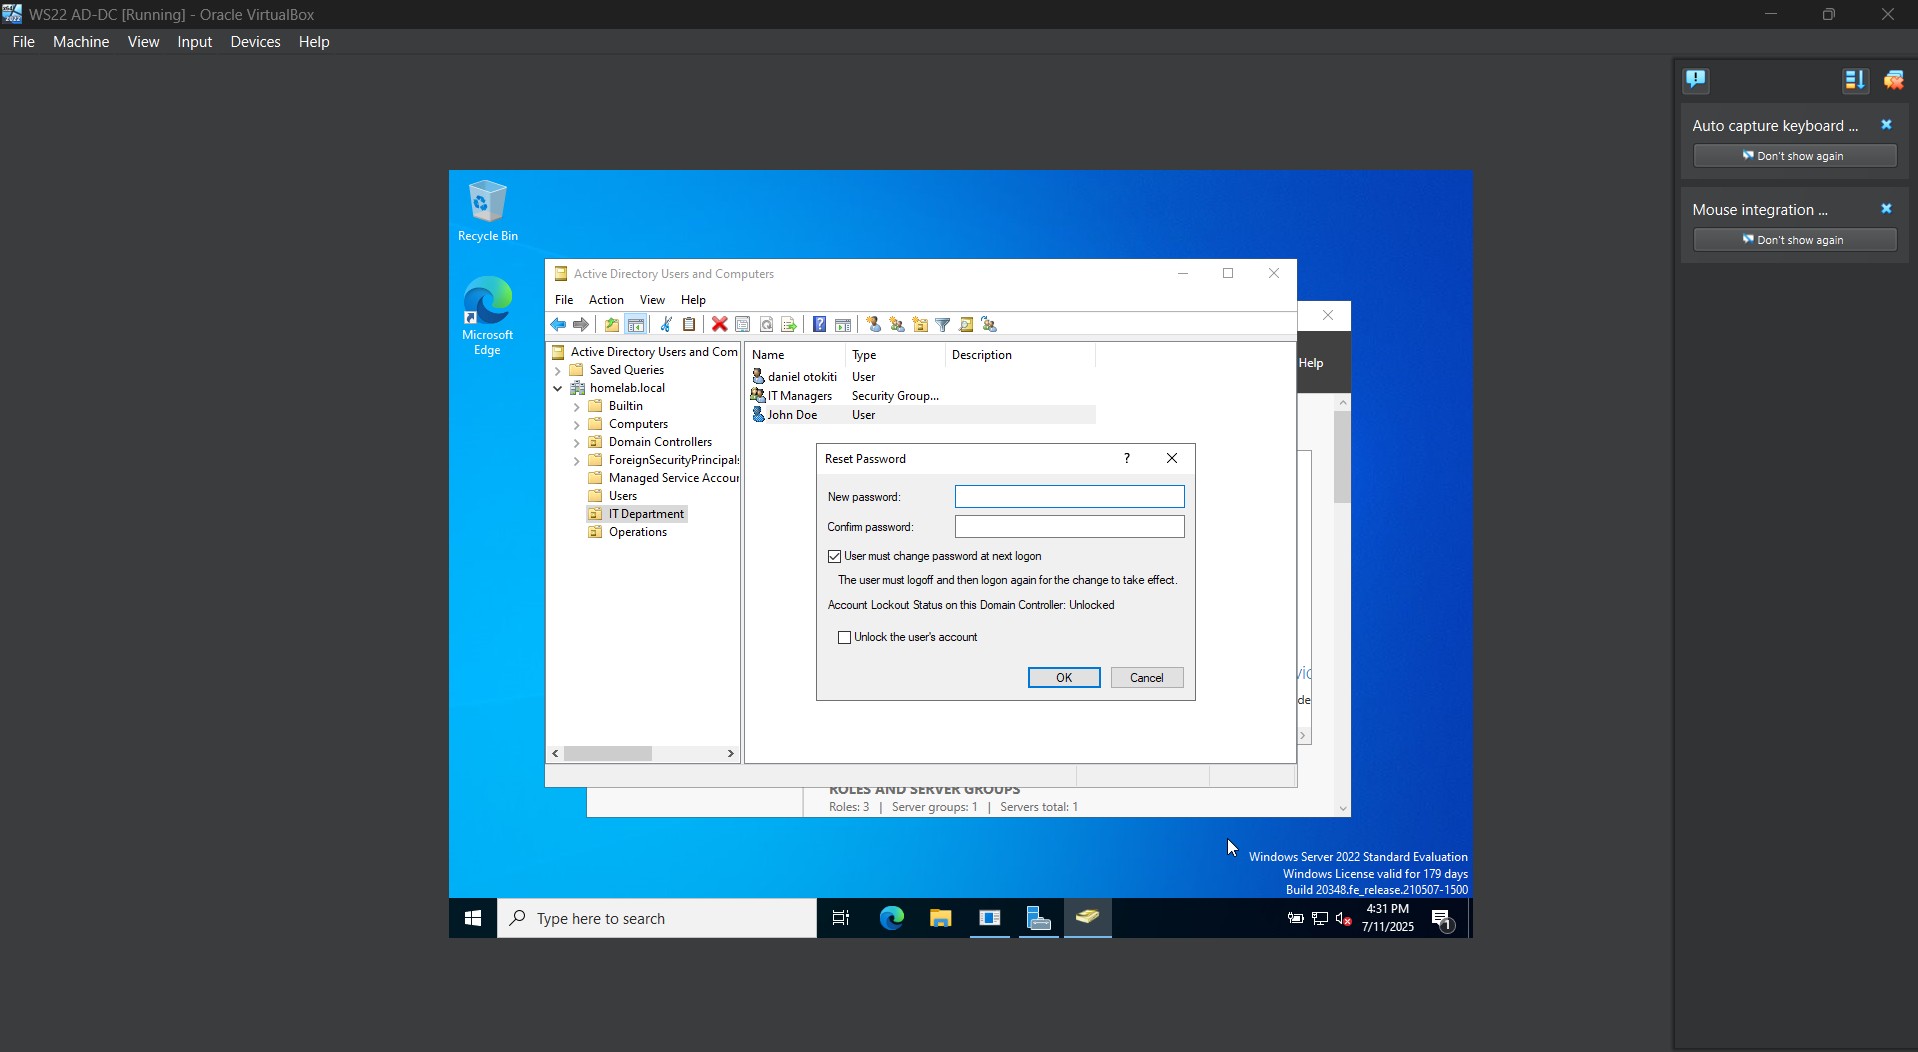 WS22 AD-DC [Running] - Oracle VirtualBox
File Machine View Input Devices Help
Auto capture keyboard ...
Don't show again
Mouse integration ...
Don't show again
Recycle Bin
Microsoft
Edge
Active Directory Users and Computers
File Action View Help
Active Directory Users and Com
Saved Queries
homelab.local
Builtin
Computers
Domain Controllers
ForeignSecurityPrincipal:
Managed Service Accour
Users
IT Department
Operations
Name Type Description
daniel otokiti User
IT Managers Security Group...
John Doe User
Help
Reset Password
New password:
Confirm password:
User must change password at next logon
The user must logoff and then logon again for the change to take effect.
Account Lockout Status on this Domain Controller: Unlocked
Unlock the user's account
OK Cancel
vic
de
ROLES AND SERVER GROUPS
Roles: 3 | Server groups: 1 | Servers total: 1
Windows Server 2022 Standard Evaluation
Windows License valid for 179 days
Build 20348.fe_release.210507-1500
Type here to search
4:31 PM
7/11/2025
1